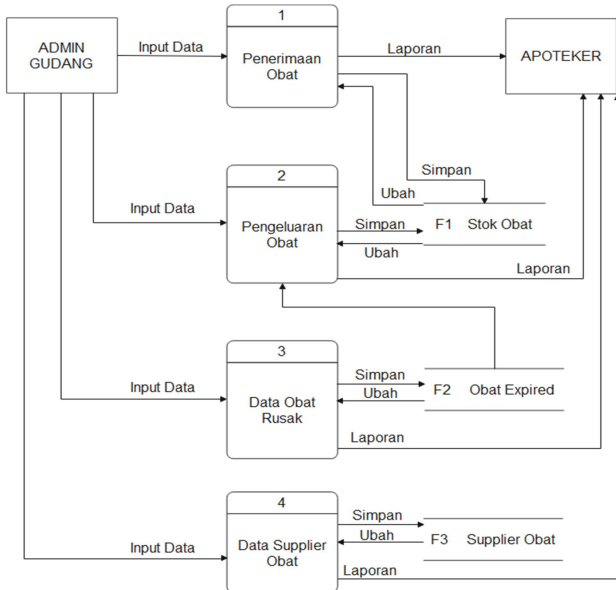 1
ADMIN
GUDANG
Input Data
Penerimaan
Obat
Laporan
APOTEKER
Simpan
Ubah
2
Input Data
Pengeluaran
Obat
Simpan
Ubah
F1 Stok Obat
Laporan
3
Input Data
Data Obat
Rusak
Simpan
Ubah
F2 Obat Expired
Laporan
4
Input Data
Data Supplier
Obat
Simpan
Ubah
F3 Supplier Obat
Laporan